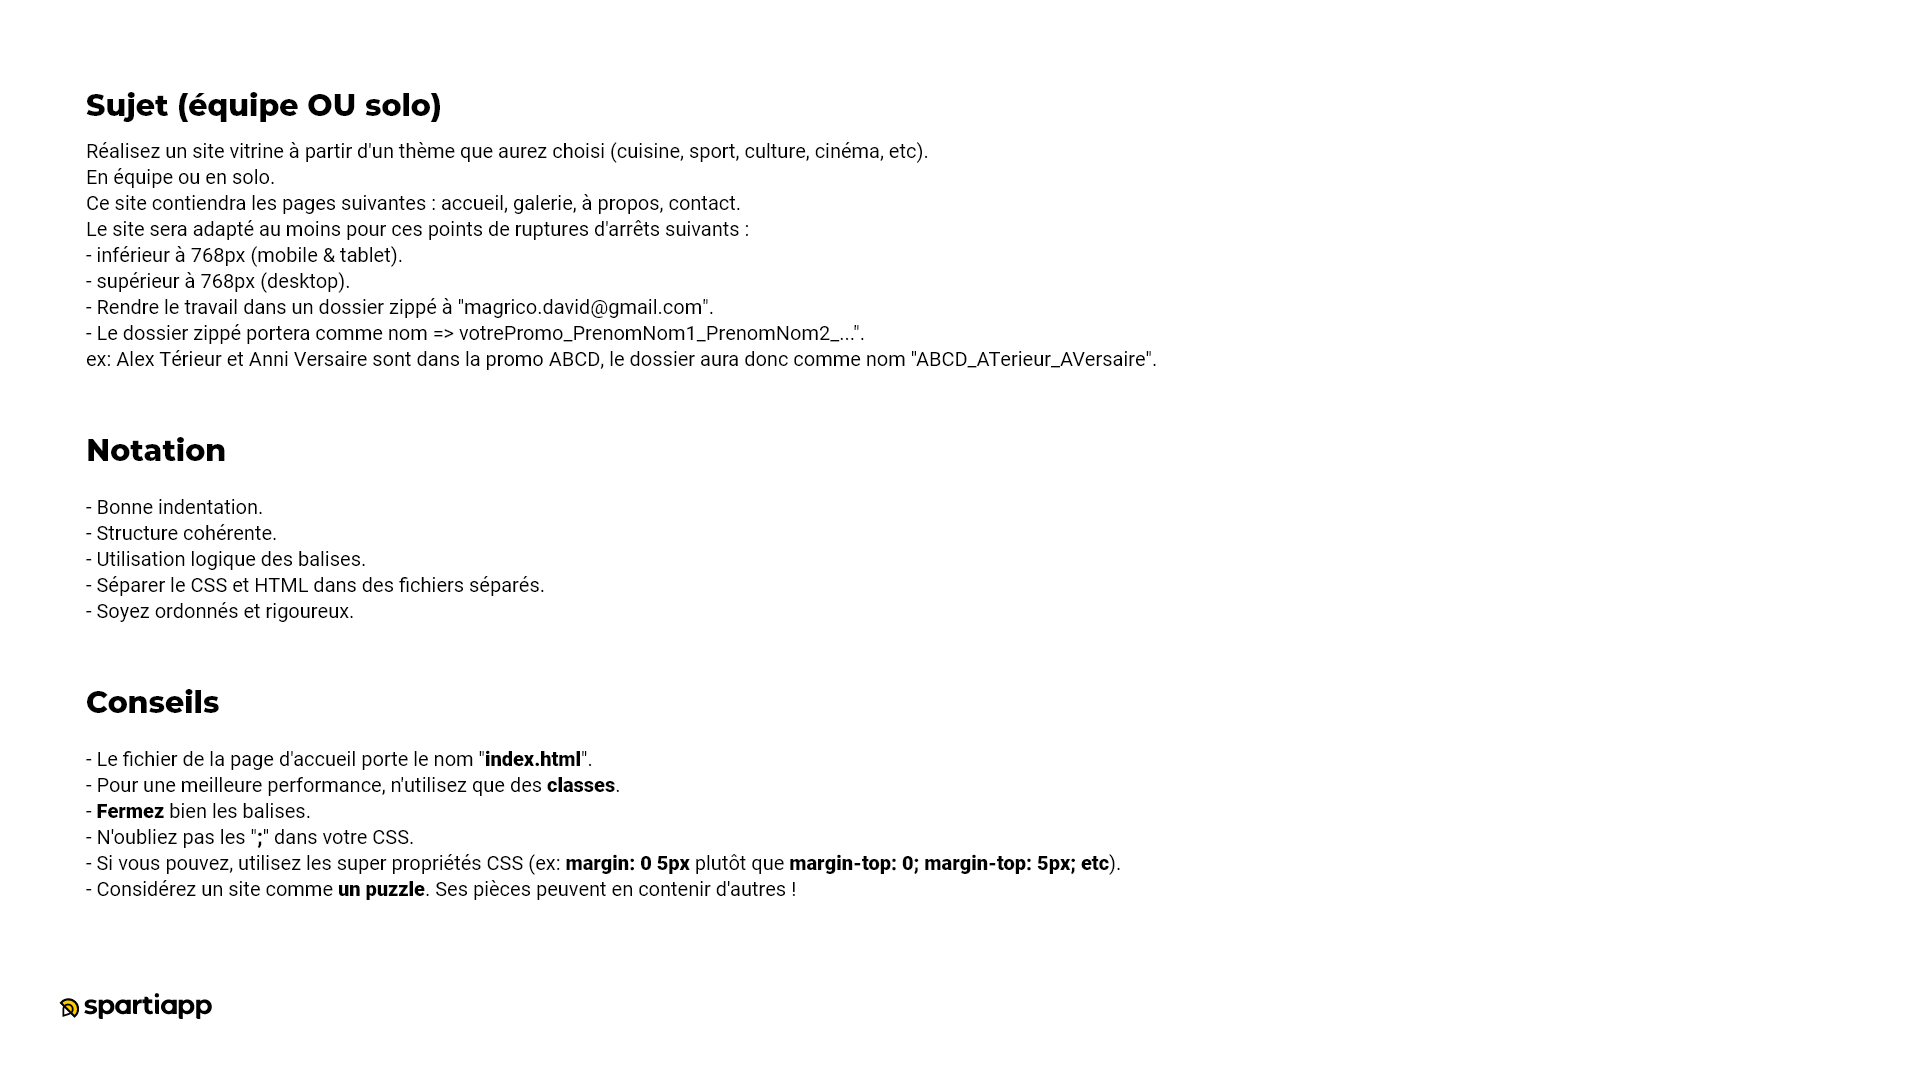 Sujet (équipe OU solo)
Réalisez un site vitrine à partir d'un thème que aurez choisi (cuisine, sport, culture, cinéma, etc).
En équipe ou en solo.
Ce site contiendra les pages suivantes : accueil, galerie, à propos, contact.
Le site sera adapté au moins pour ces points de ruptures d'arrêts suivants :
- inférieur à 768px (mobile & tablet).
- supérieur à 768px (desktop).
- Rendre le travail dans un dossier zippé à "magrico.david@gmail.com".
- Le dossier zippé portera comme nom => votrePromo_PrenomNom1_PrenomNom2_...".
ex: Alex Térieur et Anni Versaire sont dans la promo ABCD, le dossier aura donc comme nom "ABCD_ATerieur_AVersaire".
Notation
- Bonne indentation.
- Structure cohérente.
- Utilisation logique des balises.
- Séparer le CSS et HTML dans des fichiers séparés.
- Soyez ordonnés et rigoureux.
Conseils
- Le fichier de la page d'accueil porte le nom "index.html".
- Pour une meilleure performance, n'utilisez que des classes.
- Fermez bien les balises.
- N'oubliez pas les ";" dans votre CSS.
- Si vous pouvez, utilisez les super propriétés CSS (ex: margin: 0 5px plutôt que margin-top: 0; margin-top: 5px; etc).
- Considérez un site comme un puzzle. Ses pièces peuvent en contenir d'autres !
spartiapp